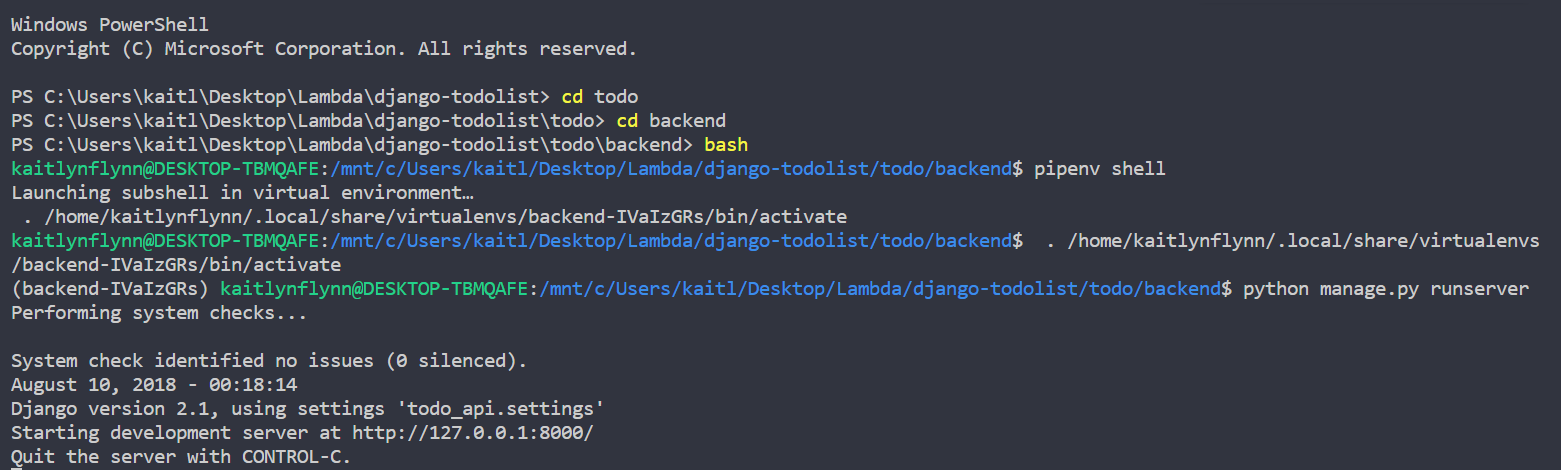 Windows PowerShell
Copyright (C) Microsoft Corporation. All rights reserved.
PS C:\Users\kaitl\Desktop\Lambda\django-todolist> cd todo
PS C:\Users\kaitl\Desktop\Lambda\django-todolist\todo> cd backend
PS C:\Users\kaitl\Desktop\Lambda\django-todolist\todo\backend> bash
kaitlynflynn@DESKTOP-TBMQAFE:/mnt/c/Users/kaitl/Desktop/Lambda/django-todolist/todo/backend$ pipenv shell
Launching subshell in virtual environment…
 . /home/kaitlynflynn/.local/share/virtualenvs/backend-IVaIzGRs/bin/activate
kaitlynflynn@DESKTOP-TBMQAFE:/mnt/c/Users/kaitl/Desktop/Lambda/django-todolist/todo/backend$  . /home/kaitlynflynn/.local/share/virtualenvs
/backend-IVaIzGRs/bin/activate
(backend-IVaIzGRs) kaitlynflynn@DESKTOP-TBMQAFE:/mnt/c/Users/kaitl/Desktop/Lambda/django-todolist/todo/backend$ python manage.py runserver
Performing system checks...
System check identified no issues (0 silenced).
August 10, 2018 - 00:18:14
Django version 2.1, using settings 'todo_api.settings'
Starting development server at http://127.0.0.1:8000/
Quit the server with CONTROL-C.